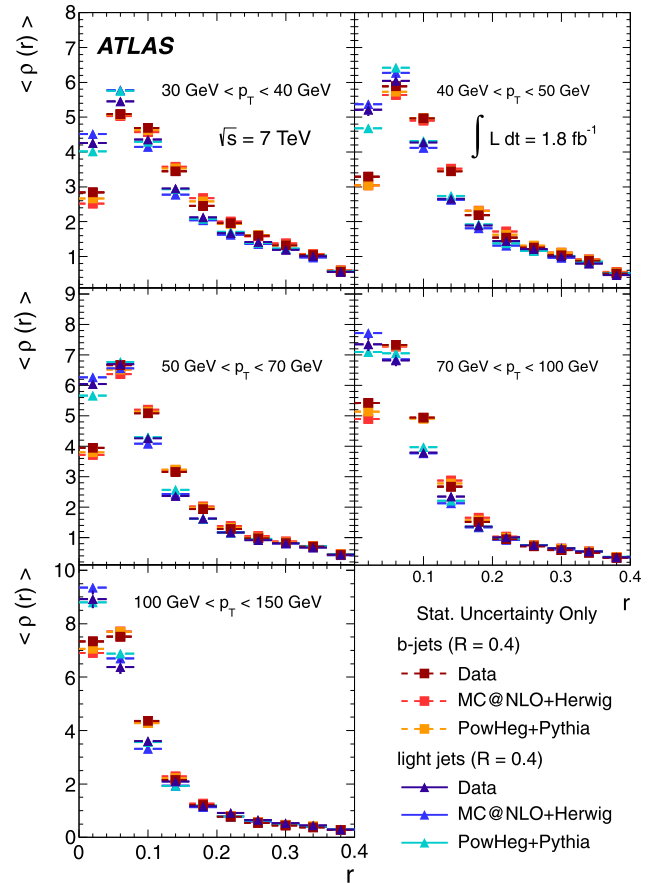 ATLAS
< ρ (r) >
8
7
6
5
4
3
2
1
30 GeV < p_T < 40 GeV
√s = 7 TeV
40 GeV < p_T < 50 GeV
∫ L dt = 1.8 fb⁻¹
< ρ (r) >
9
8
7
6
5
4
3
2
1
50 GeV < p_T < 70 GeV
70 GeV < p_T < 100 GeV
0.1 0.2 0.3 0.4
r
< ρ (r) >
10
8
6
4
2
0
100 GeV < p_T < 150 GeV
0 0.1 0.2 0.3 0.4
r
Stat. Uncertainty Only
b-jets (R = 0.4)
Data
MC@NLO+Herwig
PowHeg+Pythia
light jets (R = 0.4)
Data
MC@NLO+Herwig
PowHeg+Pythia